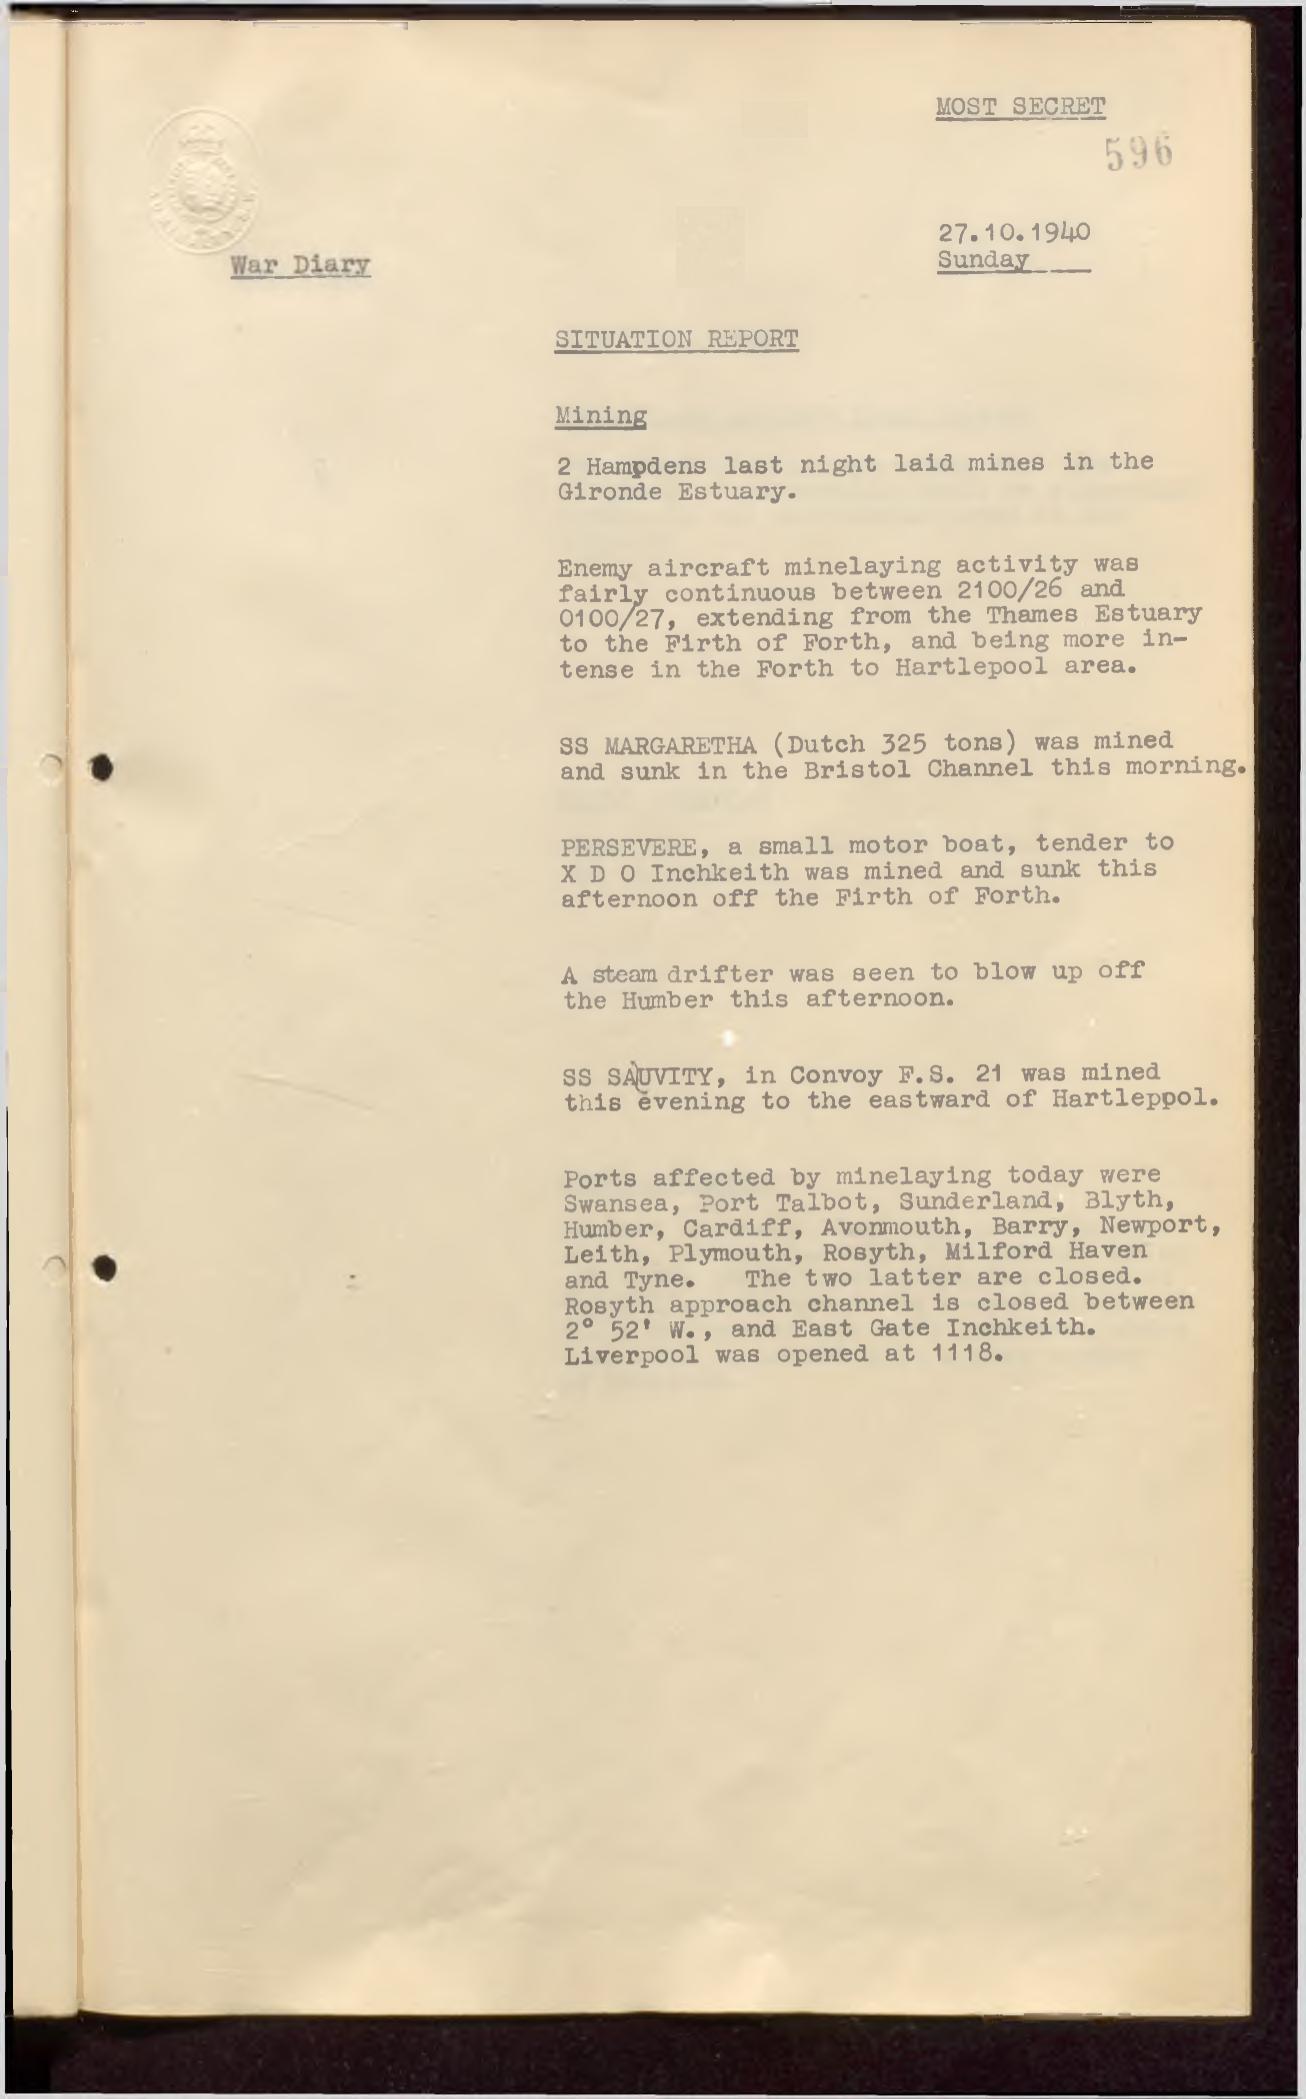 MOST SECRET
596
27.10.1940
Sunday
War Diary
SITUATION REPORT
Mining
2 Hampdens last night laid mines in the
Gironde Estuary.
Enemy aircraft minelaying activity was
fairly continuous between 2100/26 and
0100/27, extending from the Thames Estuary
to the Firth of Forth, and being more in-
tense in the Forth to Hartlepool area.
SS MARGARETHA (Dutch 325 tons) was mined
and sunk in the Bristol Channel this morning.
PERSEVERE, a small motor boat, tender to
X D O Inchkeith was mined and sunk this
afternoon off the Firth of Forth.
A steam drifter was seen to blow up off
the Humber this afternoon.
SS SAUVITY, in Convoy F.S. 21 was mined
this evening to the eastward of Hartleppol.
Ports affected by minelaying today were
Swansea, Port Talbot, Sunderland, Blyth,
Humber, Cardiff, Avonmouth, Barry, Newport,
Leith, Plymouth, Rosyth, Milford Haven
and Tyne. The two latter are closed.
Rosyth approach channel is closed between
2° 52' W., and East Gate Inchkeith.
Liverpool was opened at 1118.